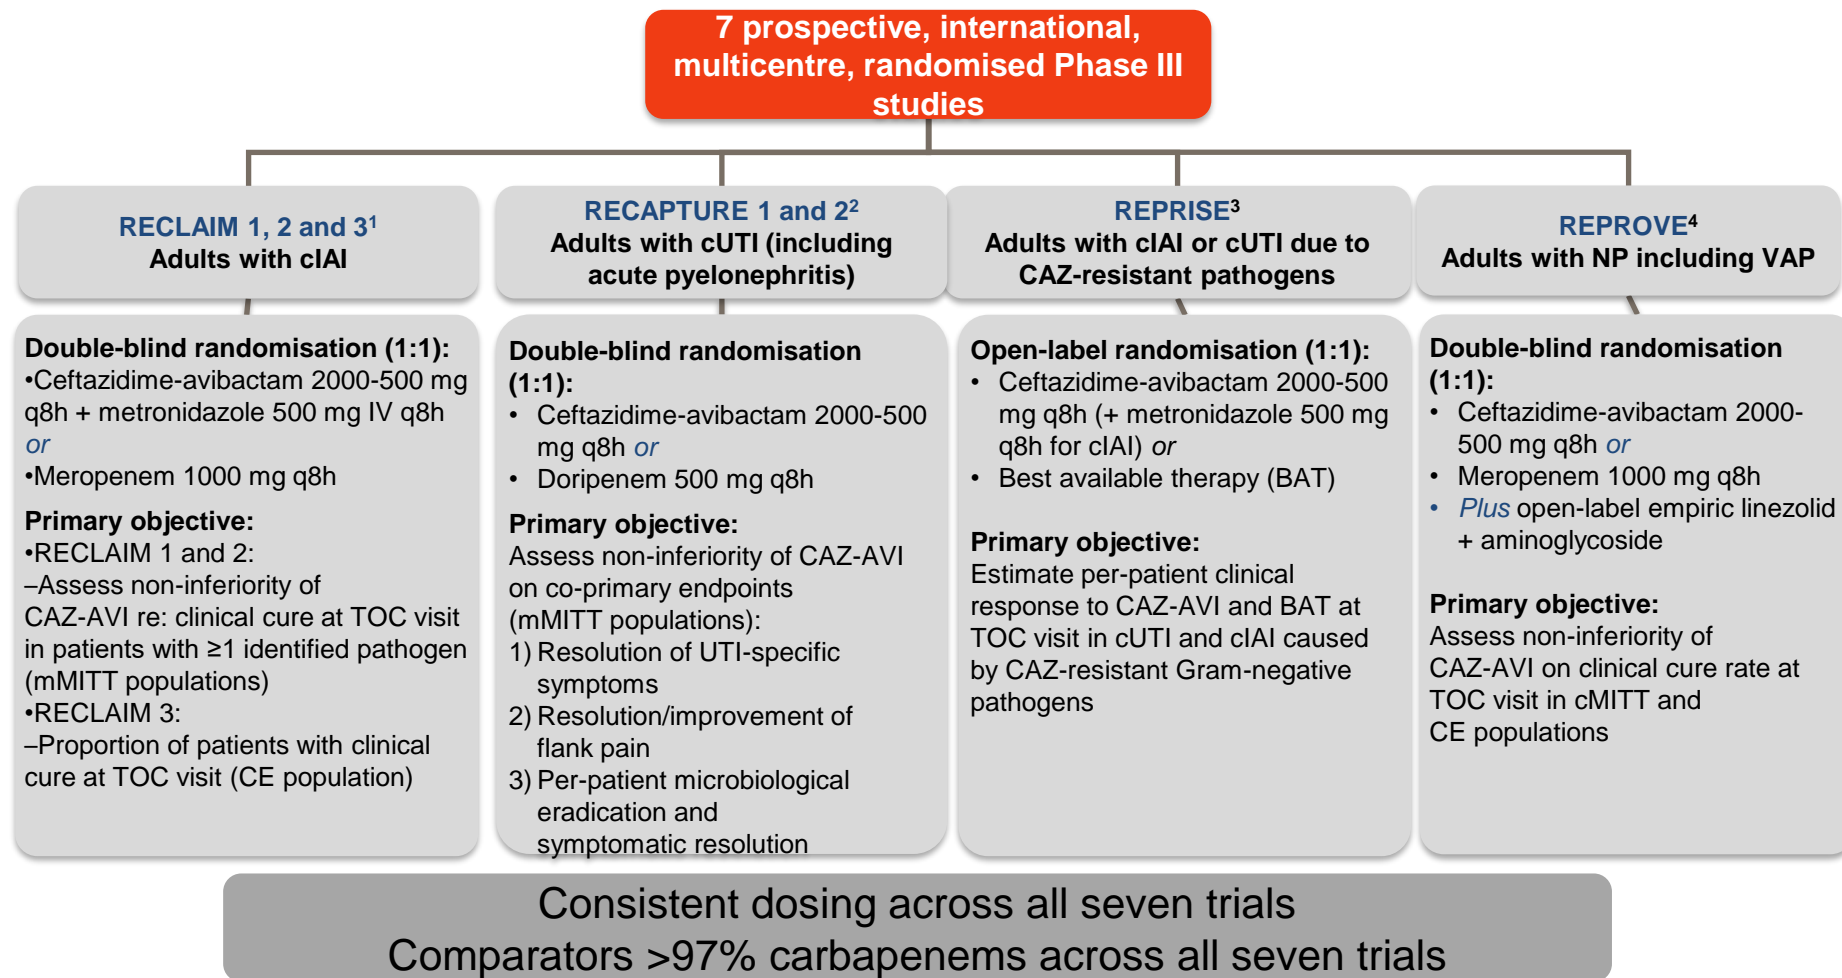 7 prospective, international,
multicentre, randomised Phase III
studies
RECLAIM 1, 2 and 3¹
Adults with cIAI
RECAPTURE 1 and 2²
Adults with cUTI (including
acute pyelonephritis)
REPRISE³
Adults with cIAI or cUTI due to
CAZ-resistant pathogens
REPROVE⁴
Adults with NP including VAP
Double-blind randomisation (1:1):
•Ceftazidime-avibactam 2000-500 mg
q8h + metronidazole 500 mg IV q8h
or
•Meropenem 1000 mg q8h
Primary objective:
•RECLAIM 1 and 2:
–Assess non-inferiority of
CAZ-AVI re: clinical cure at TOC visit
in patients with ≥1 identified pathogen
(mMITT populations)
•RECLAIM 3:
–Proportion of patients with clinical
cure at TOC visit (CE population)
Double-blind randomisation
(1:1):
• Ceftazidime-avibactam 2000-500
mg q8h or
• Doripenem 500 mg q8h
Primary objective:
Assess non-inferiority of CAZ-AVI
on co-primary endpoints
(mMITT populations):
1) Resolution of UTI-specific
symptoms
2) Resolution/improvement of
flank pain
3) Per-patient microbiological
eradication and
symptomatic resolution
Open-label randomisation (1:1):
• Ceftazidime-avibactam 2000-500
mg q8h (+ metronidazole 500 mg
q8h for cIAI) or
• Best available therapy (BAT)
Primary objective:
Estimate per-patient clinical
response to CAZ-AVI and BAT at
TOC visit in cUTI and cIAI caused
by CAZ-resistant Gram-negative
pathogens
Double-blind randomisation
(1:1):
• Ceftazidime-avibactam 2000-
500 mg q8h or
• Meropenem 1000 mg q8h
• Plus open-label empiric linezolid
+ aminoglycoside
Primary objective:
Assess non-inferiority of
CAZ-AVI on clinical cure rate at
TOC visit in cMITT and
CE populations
Consistent dosing across all seven trials
Comparators >97% carbapenems across all seven trials